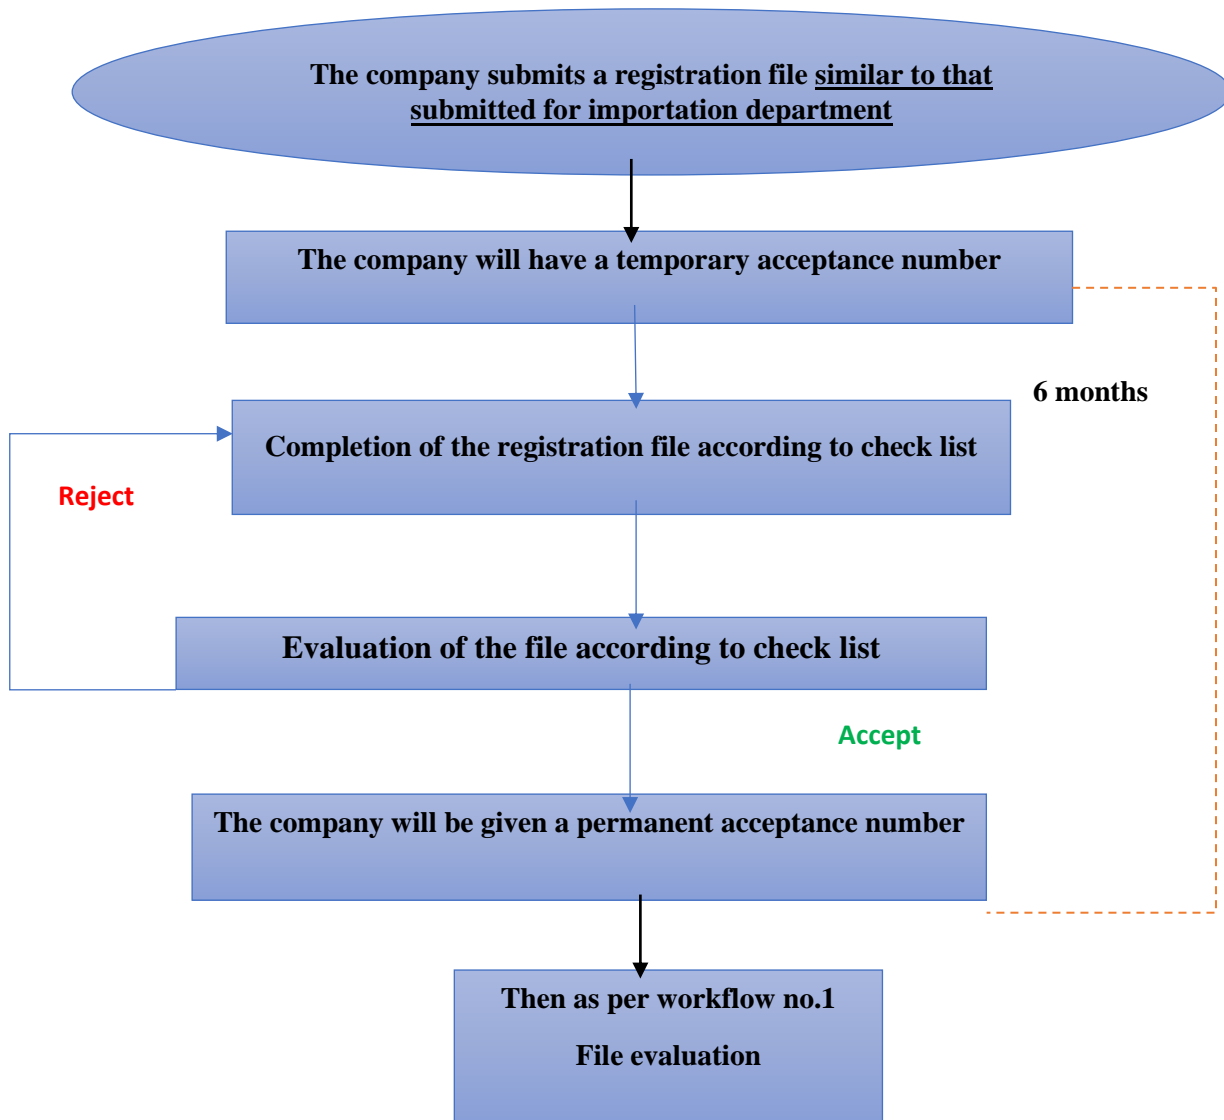 The company submits a registration file similar to that
submitted for importation department
The company will have a temporary acceptance number
6 months
Completion of the registration file according to check list
Reject
Evaluation of the file according to check list
Accept
The company will be given a permanent acceptance number
Then as per workflow no.1
File evaluation